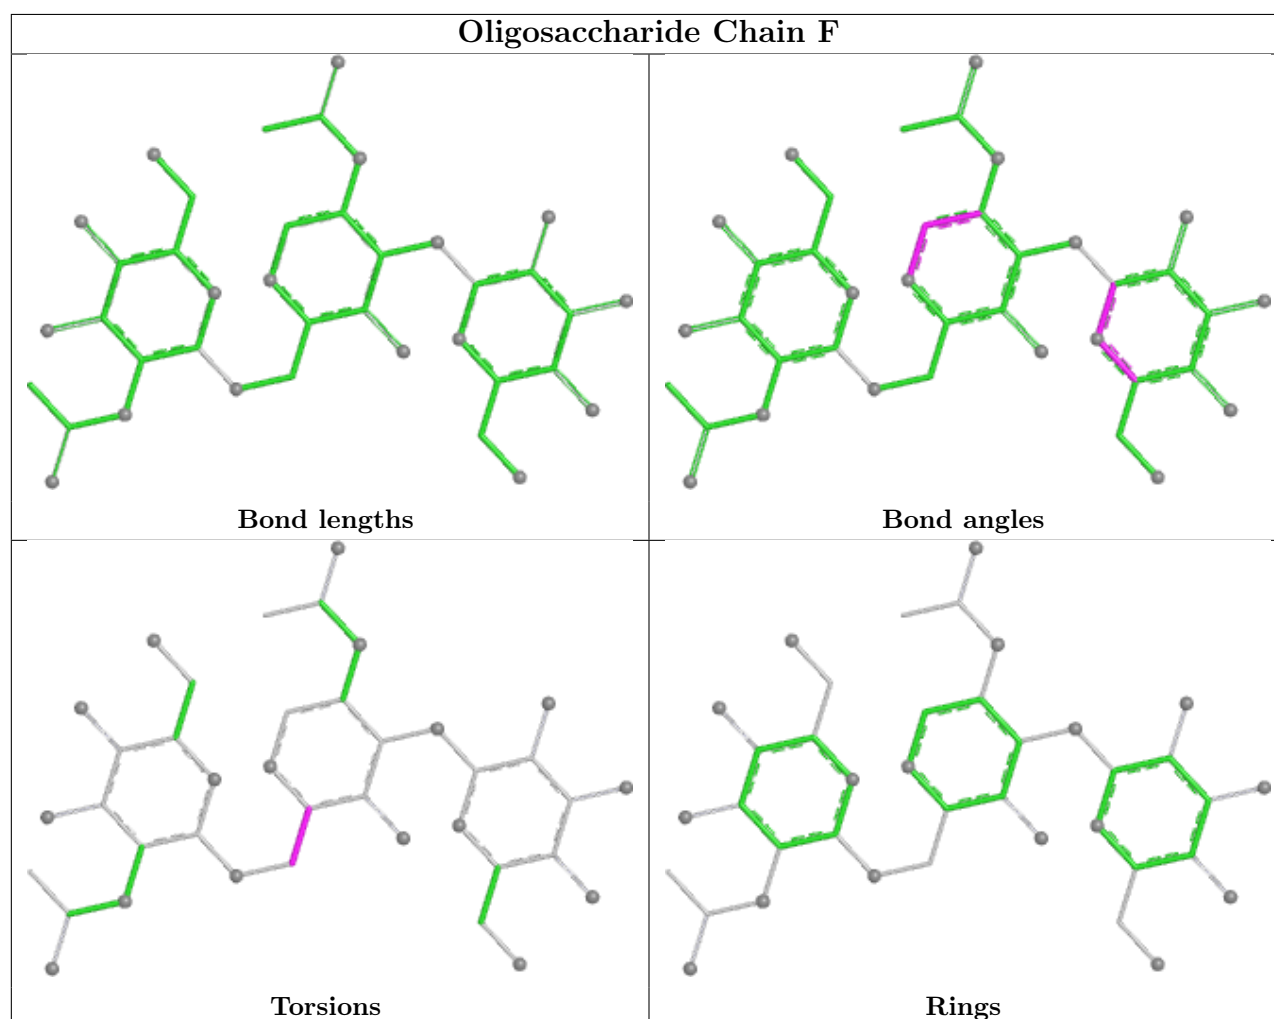 Oligosaccharide Chain F
Bond lengths
Bond angles
Torsions
Rings